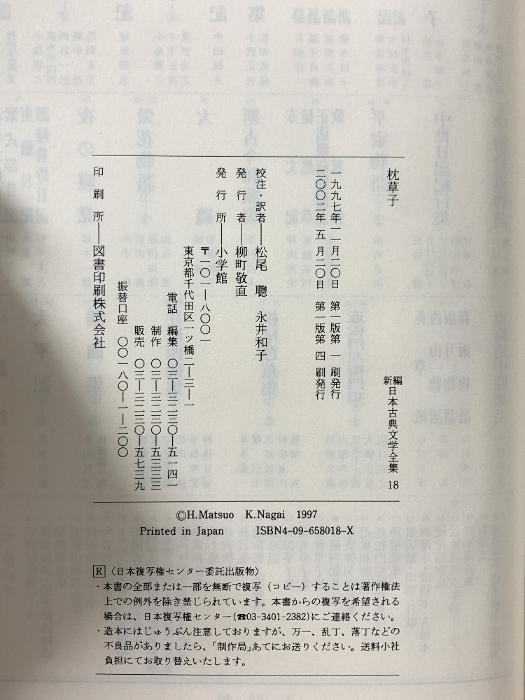 枕草子
新編日本古典文学全集 18
一九九七年一一月二〇日 第一版第一刷発行
二〇〇二年 五月二〇日 第一版第四刷発行
校注・訳者――松尾 聰 永井和子
発行者――柳町敬直
発行所――小学館
〒一〇一―八〇〇一
東京都千代田区一ツ橋二―三―一
電話 編集 〇三―三二三〇―五一四一
制作 〇三―三二三〇―五三三三
販売 〇三―三二三〇―五七三九
振替口座 〇〇一八〇―一―二〇〇
印刷所――図書印刷株式会社
©H.Matsuo K.Nagai 1997
Printed in Japan ISBN4-09-658018-X
R (日本複写権センター委託出版物)
・本書の全部または一部を無断で複写(コピー)することは著作権法
上での例外を除き禁じられています。本書からの複写を希望される
場合は、日本複写権センター(☎03-3401-2382)にご連絡ください。
・造本にはじゅうぶん注意しておりますが、万一、乱丁、落丁などの
不良品がありましたら、「制作局」あてにお送りください。送料小社
負担にてお取り替えいたします。